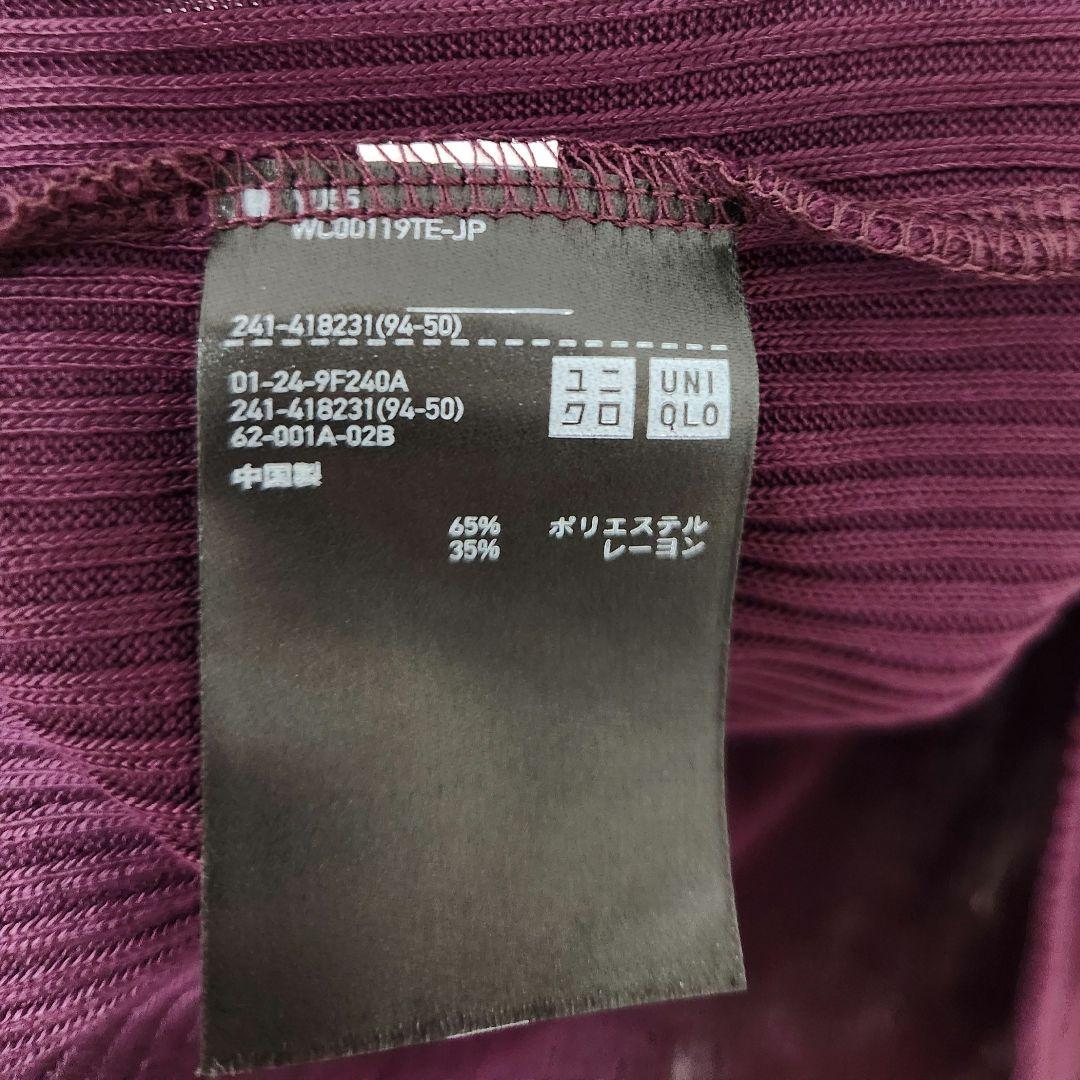 WC00119TE-JP
241-418231(94-50)
01-24-9F240A
241-418231(94-50)
62-001A-02B
中国製
ユニ
クロ
UNI
QLO
65% ポリエステル
35% レーヨン